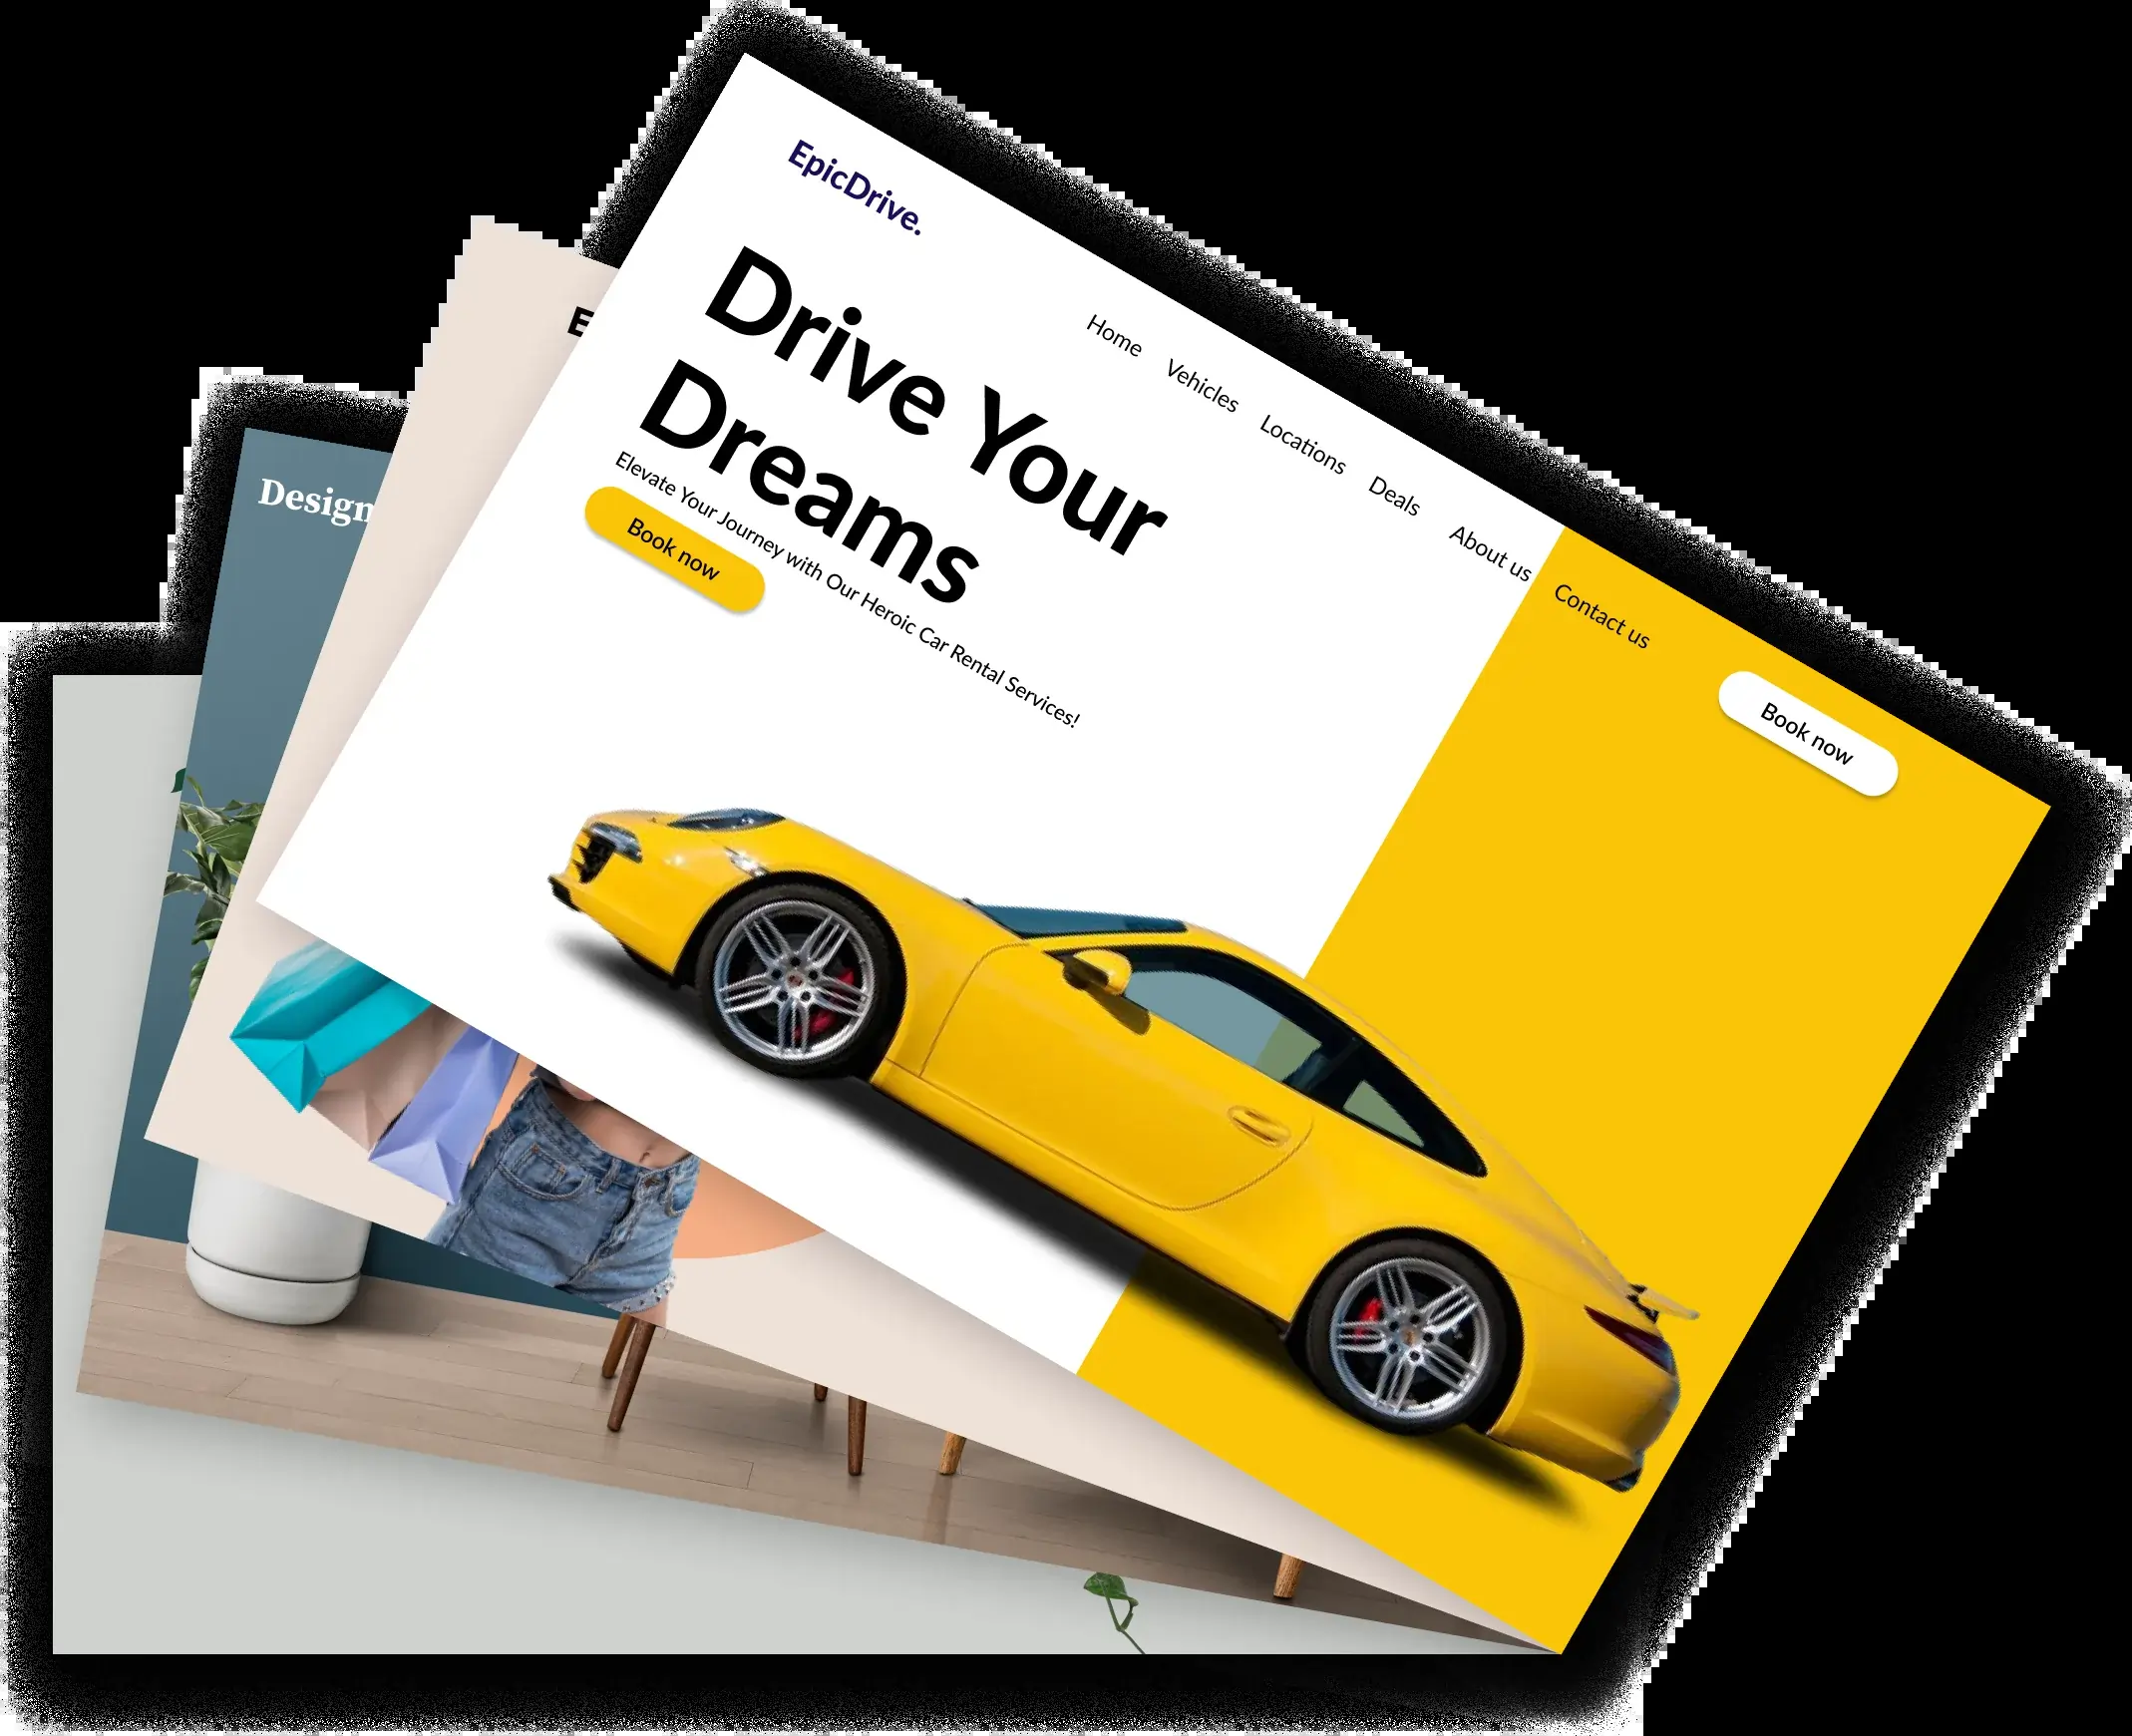 EpicDrive.
Home Vehicles Locations Deals About us Contact us
Book now
Drive Your
Dreams
Elevate Your Journey with Our Heroic Car Rental Services!
Book now
E
Design